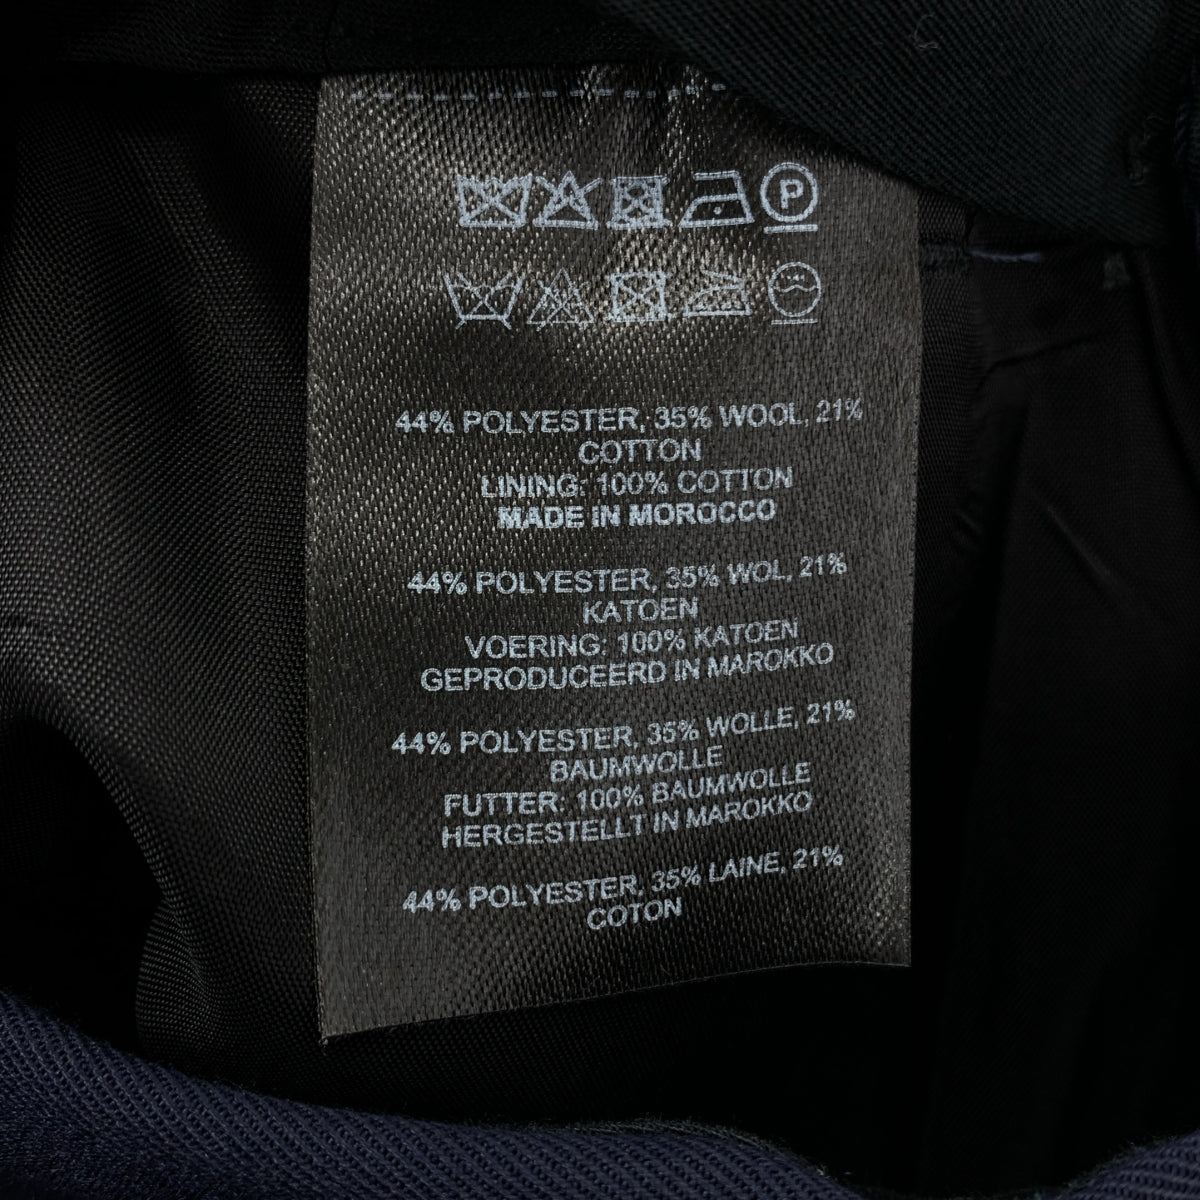 P
44% POLYESTER, 35% WOOL, 21%
COTTON
LINING: 100% COTTON
MADE IN MOROCCO
44% POLYESTER, 35% WOL, 21%
KATOEN
VOERING: 100% KATOEN
GEPRODUCEERD IN MAROKKO
44% POLYESTER, 35% WOLLE, 21%
BAUMWOLLE
FUTTER: 100% BAUMWOLLE
HERGESTELLT IN MAROKKO
44% POLYESTER, 35% LAINE, 21%
COTON